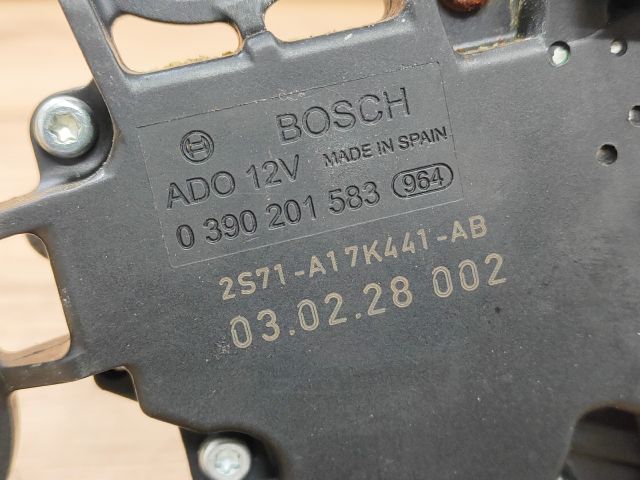 BOSCH
ADO 12V MADE IN SPAIN
0 390 201 583 964
2S71-A17K441-AB
03.02.28 002